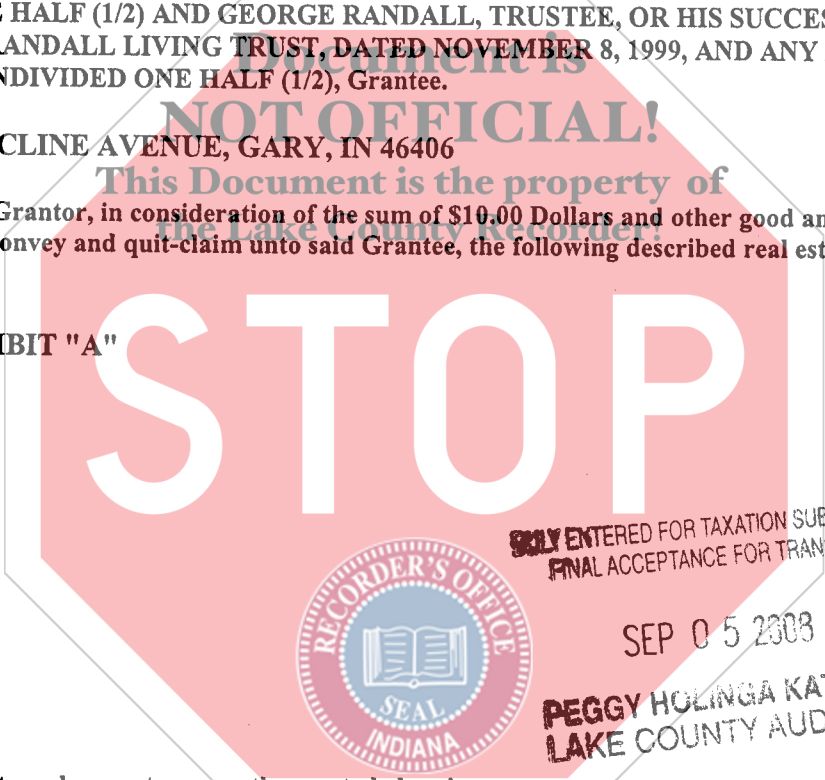 HALF (1/2) AND GEORGE RANDALL, TRUSTEE, OR HIS SUCCES
RANDALL LIVING TRUST, DATED NOVEMBER 8, 1999, AND ANY
NDIVIDED ONE HALF (1/2), Grantee.
Document is
NOT OFFICIAL!
CLINE AVENUE, GARY, IN 46406
This Document is the property of
the Lake County Recorder!
Grantor, in consideration of the sum of $10.00 Dollars and other good an
onvey and quit-claim unto said Grantee, the following described real est
IBIT "A"
STOP
DULY ENTERED FOR TAXATION SUB
FINAL ACCEPTANCE FOR TRAN
SEP 05 2008
PEGGY HOLINGA KAT
LAKE COUNTY AUD
RECORDER'S OFFICE
SEAL
INDIANA